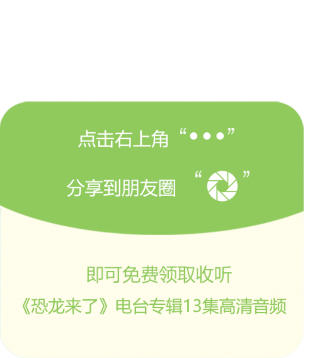 点击右上角“•••”
分享到朋友圈 “ ”
即可免费领取收听
《恐龙来了》电台专辑13集高清音频